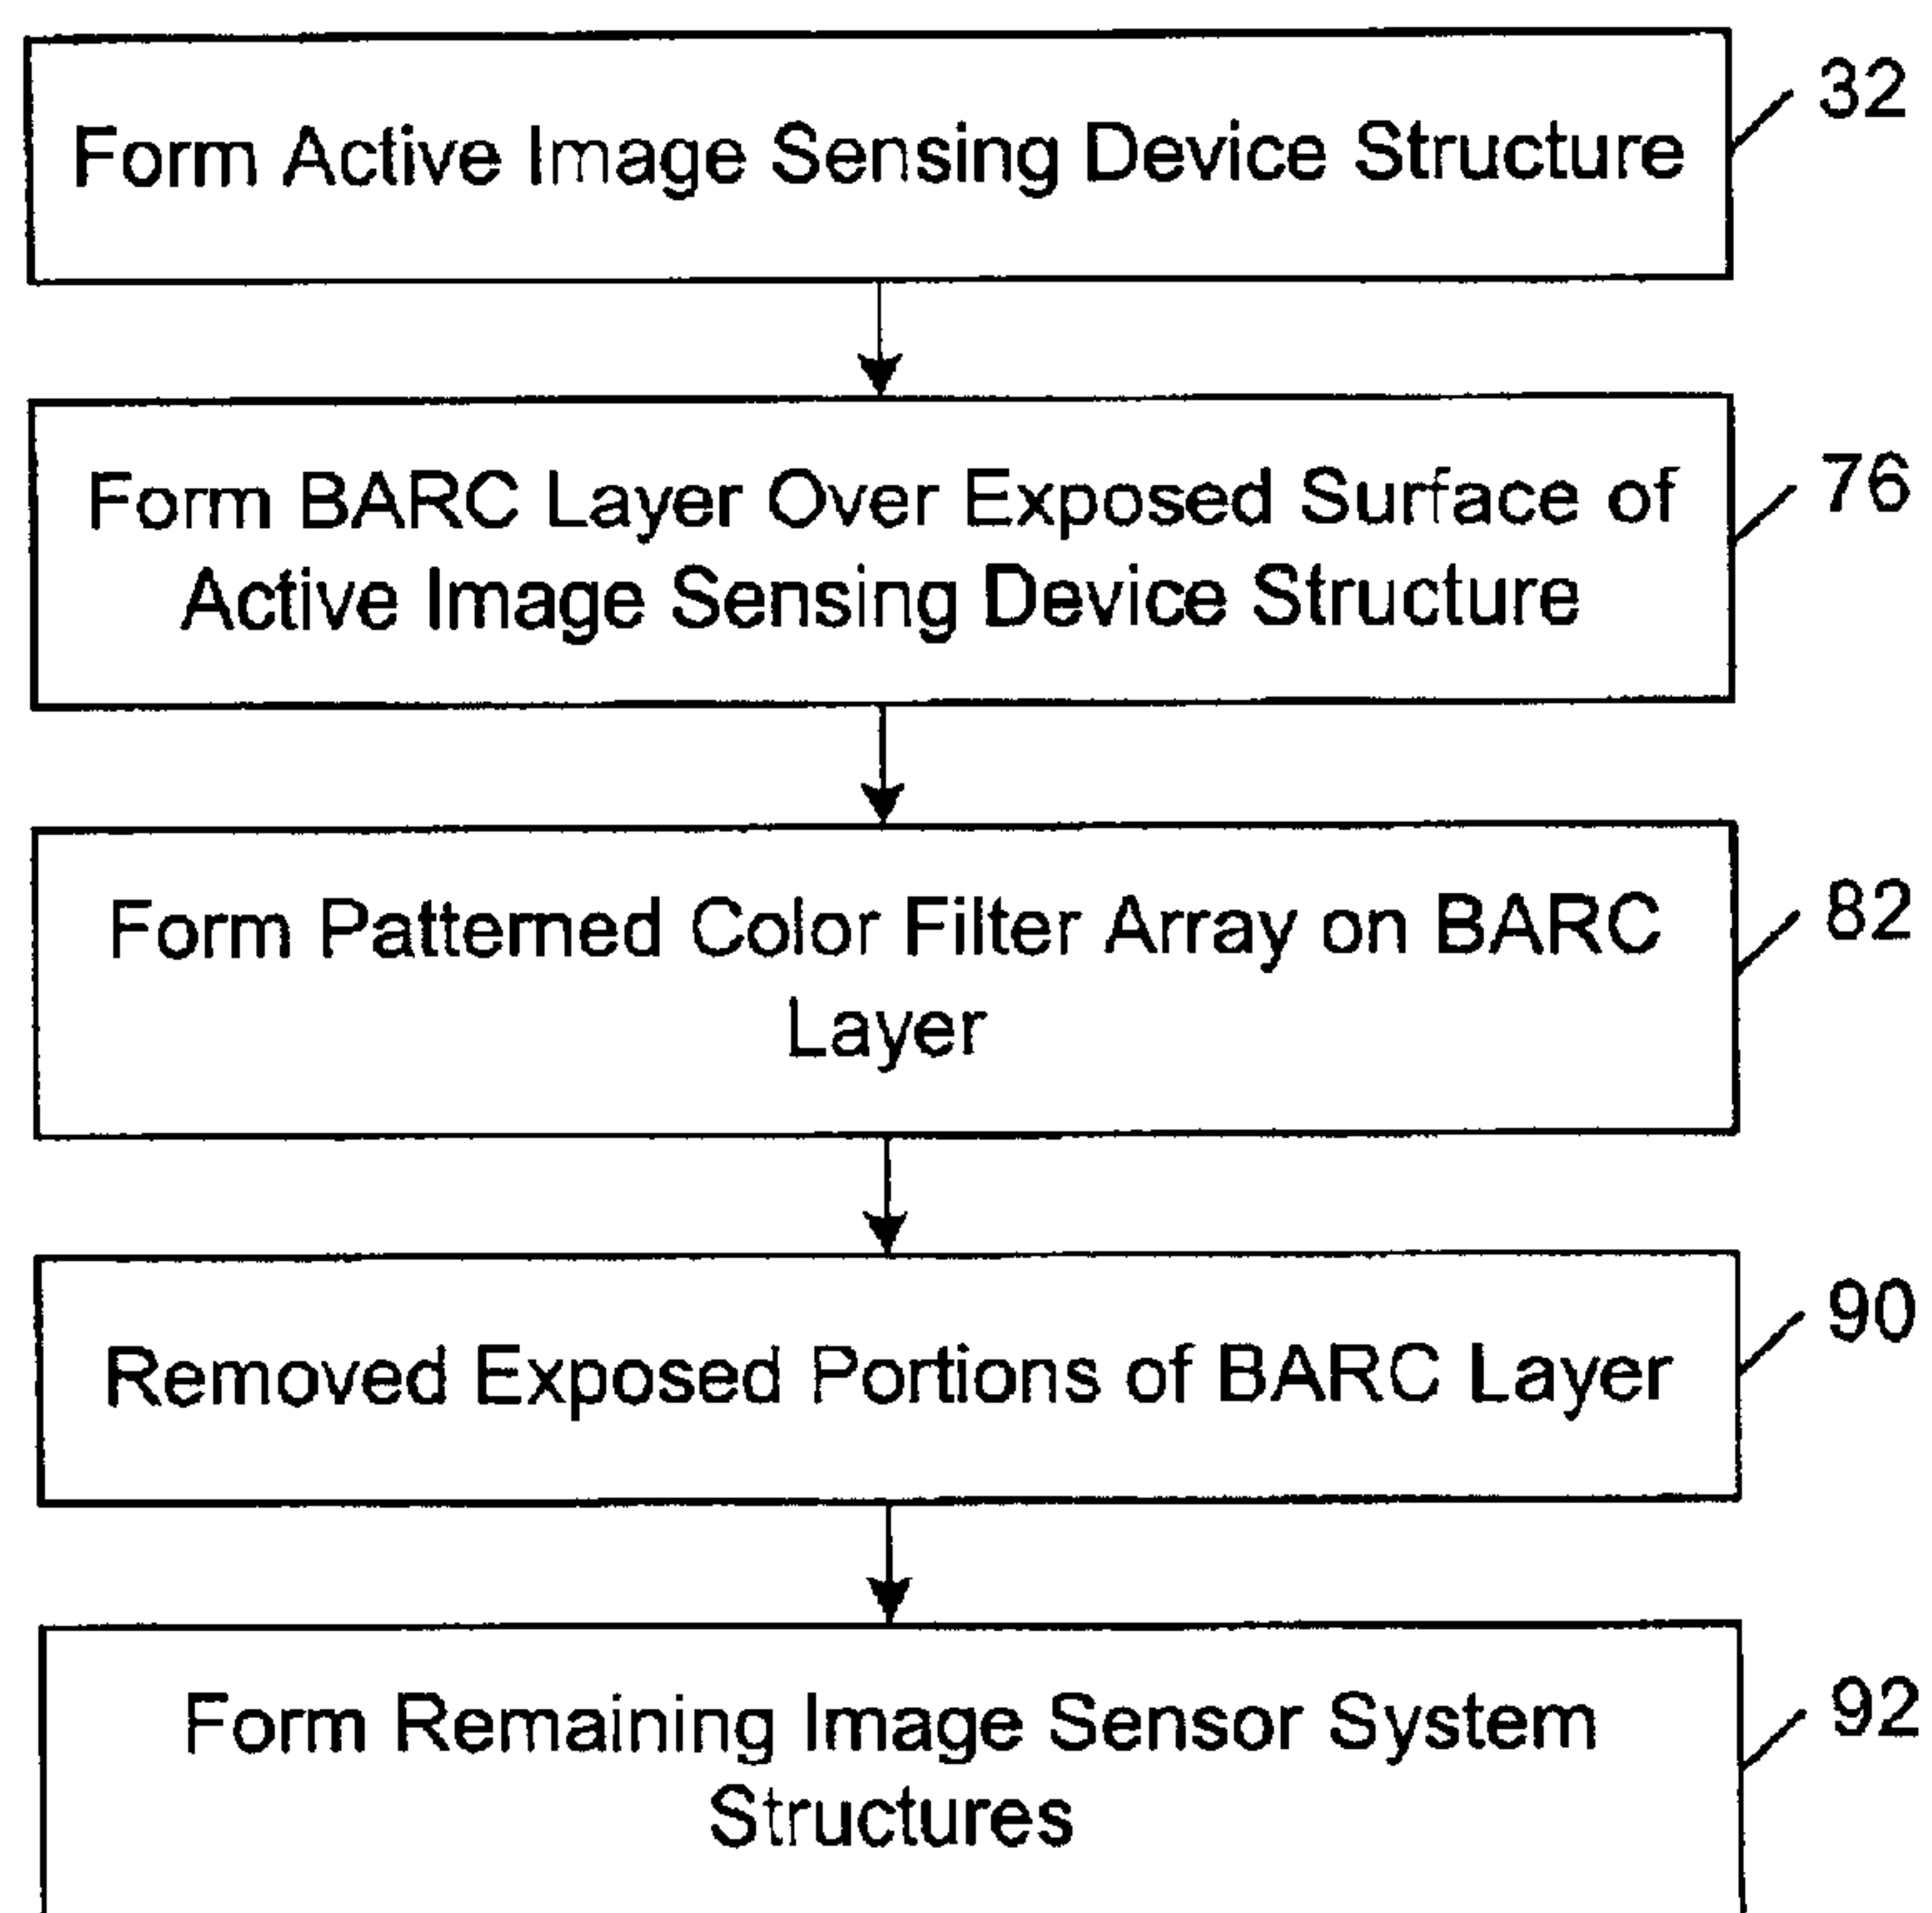 Form Active Image Sensing Device Structure
32
Form BARC Layer Over Exposed Surface of
Active Image Sensing Device Structure
76
Form Patterned Color Filter Array on BARC
Layer
82
Removed Exposed Portions of BARC Layer
90
Form Remaining Image Sensor System
Structures
92